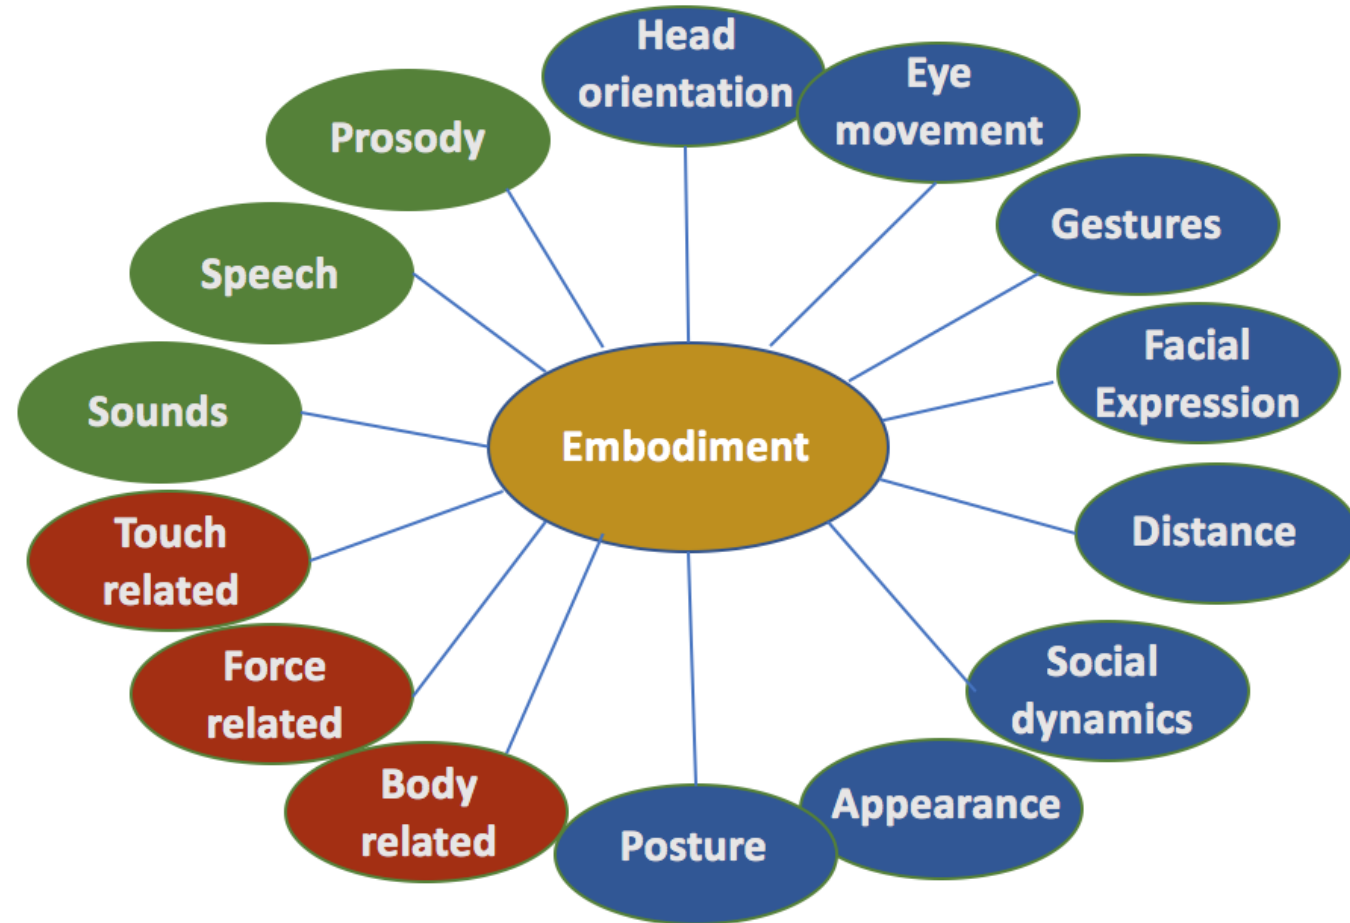 Head
orientation
Eye
movement
Prosody
Gestures
Speech
Facial
Expression
Sounds
Embodiment
Touch
related
Distance
Force
related
Social
dynamics
Body
related
Appearance
Posture